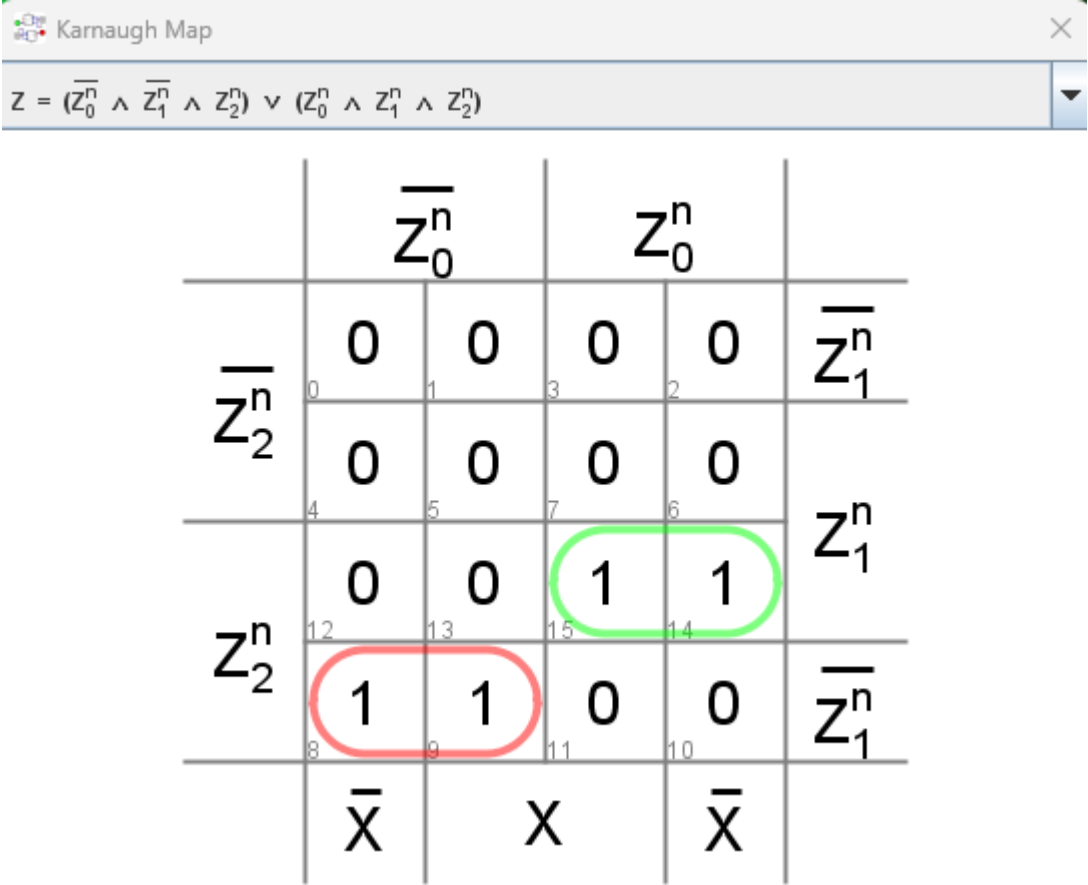 Karnaugh Map
Z = (Z̅₀ⁿ ∧ Z̅₁ⁿ ∧ Z₂ⁿ) ∨ (Z₀ⁿ ∧ Z₁ⁿ ∧ Z₂ⁿ)
Z̅₀ⁿ Z₀ⁿ
0 0 0 0
0 1 3 2
Z̅₁ⁿ
Z̅₂ⁿ
0 0 0 0
4 5 7 6
Z₁ⁿ
0 0 1 1
12 13 15 14
Z₂ⁿ
1 1 0 0
8 9 11 10
Z̅₁ⁿ
X̅ X X̅